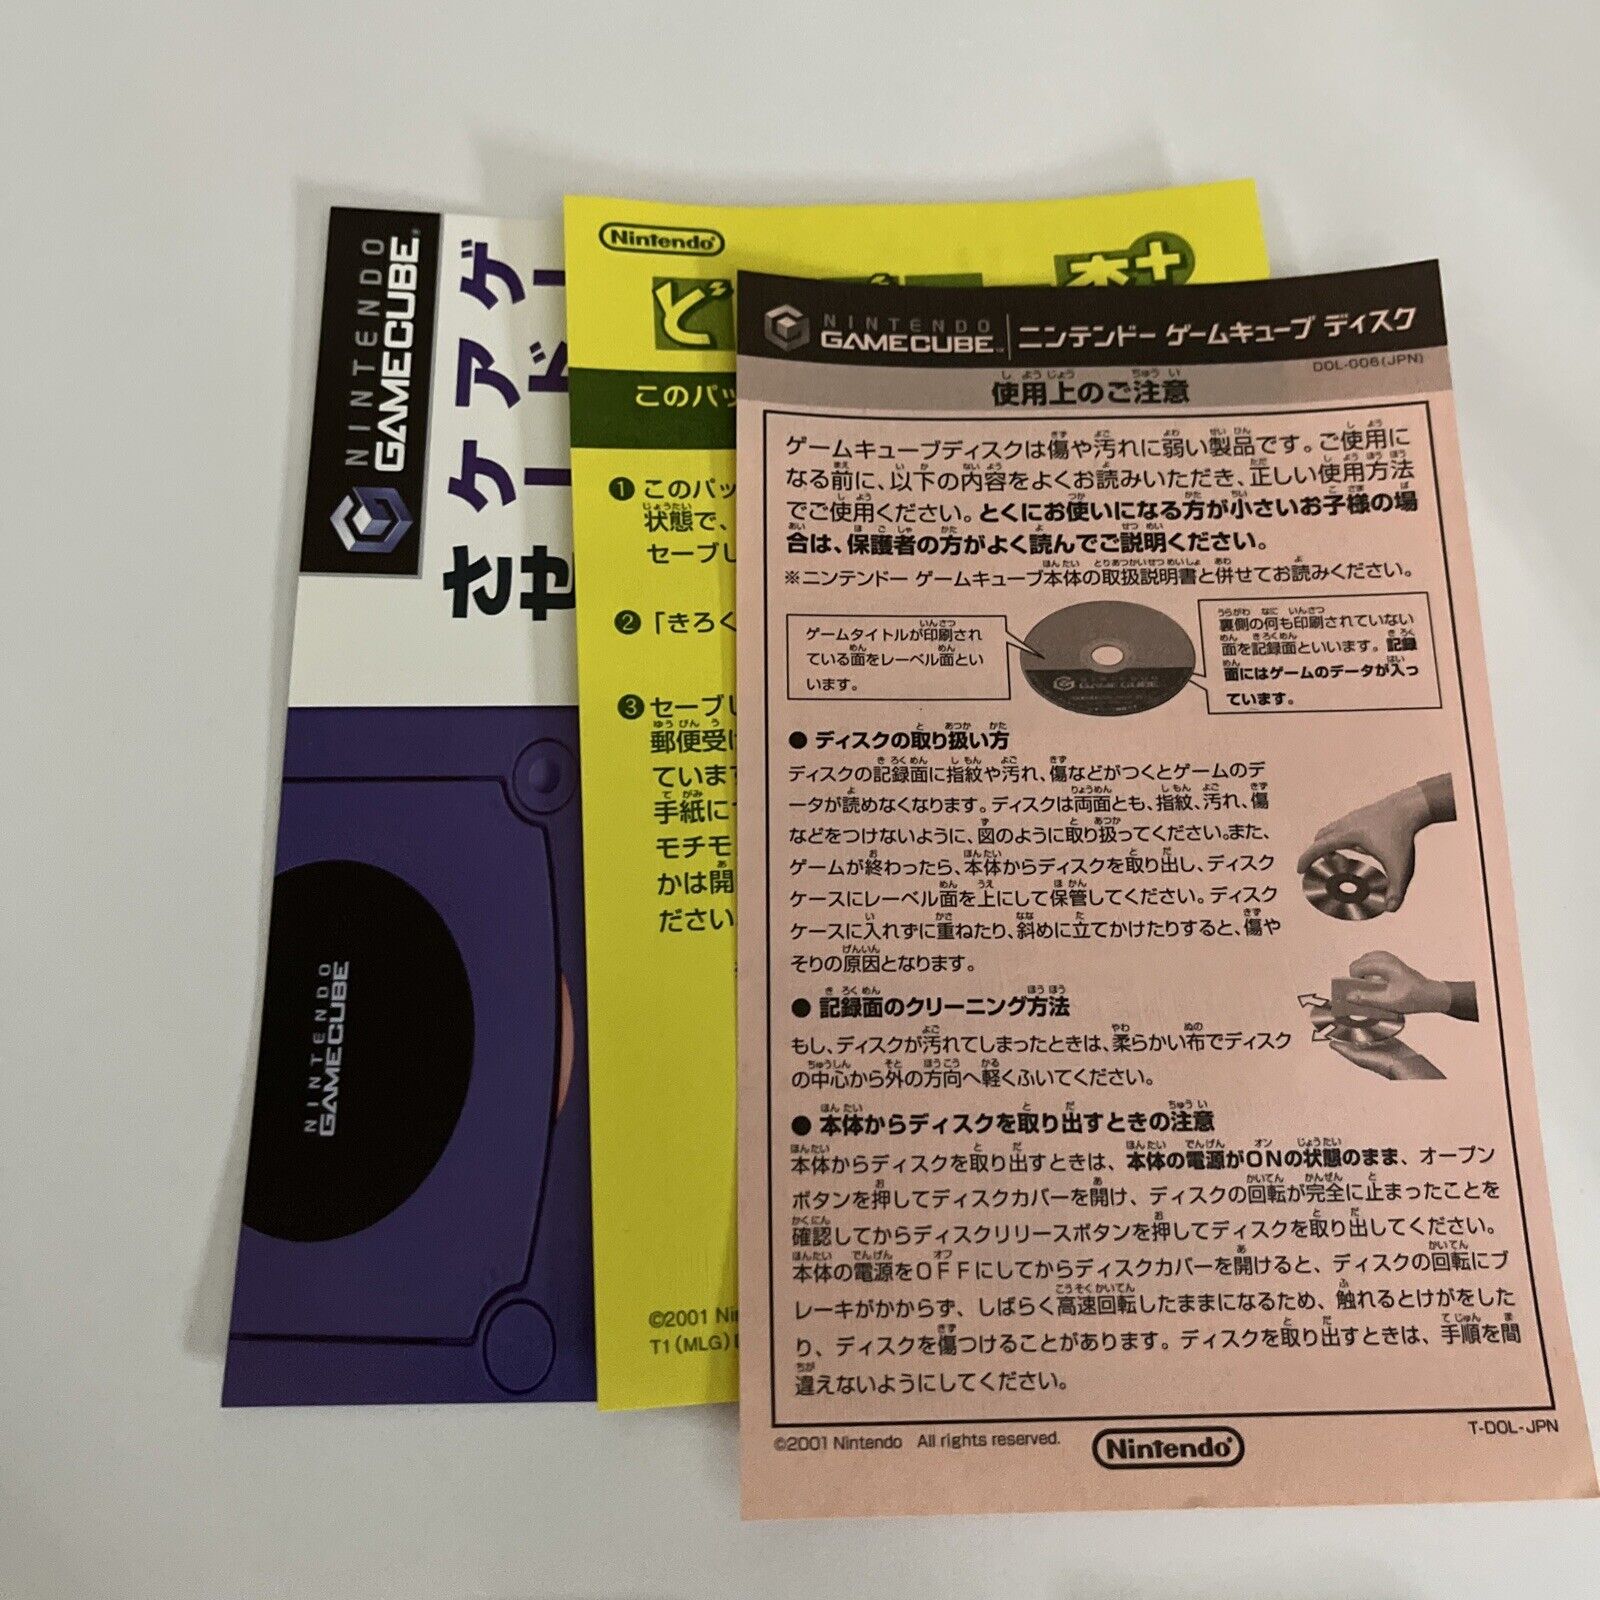 NINTENDO
GAMECUBE
ゲー
アド
ケー
させ
NINTENDO
GAMECUBE
Nintendo
ど
森+
このパッ
❶このパッ
状態で、
セーブし
❷「きろく
❸セーブし
郵便受け
ています
手紙に
モチモ
かは開
ださい。
©2001 Ni
T1(MLG)
NINTENDO
GAMECUBE™
ニンテンドー ゲームキューブ ディスク
DOL-006(JPN)
使用上のご注意
ゲームキューブディスクは傷や汚れに弱い製品です。ご使用に
なる前に、以下の内容をよくお読みいただき、正しい使用方法
でご使用ください。とくにお使いになる方が小さいお子様の場
合は、保護者の方がよく読んでご説明ください。
※ニンテンドー ゲームキューブ本体の取扱説明書と併せてお読みください。
ゲームタイトルが印刷され
ている面をレーベル面とい
います。
裏側の何も印刷されていない
面を記録面といいます。記録
面にはゲームのデータが入っ
ています。
● ディスクの取り扱い方
ディスクの記録面に指紋や汚れ、傷などがつくとゲームのデ
ータが読めなくなります。ディスクは両面とも、指紋、汚れ、傷
などをつけないように、図のように取り扱ってください。また、
ゲームが終わったら、本体からディスクを取り出し、ディスク
ケースにレーベル面を上にして保管してください。ディスク
ケースに入れずに重ねたり、斜めに立てかけたりすると、傷や
そりの原因となります。
● 記録面のクリーニング方法
もし、ディスクが汚れてしまったときは、柔らかい布でディスク
の中心から外の方向へ軽くふいてください。
● 本体からディスクを取り出すときの注意
本体からディスクを取り出すときは、本体の電源がONの状態のまま、オープン
ボタンを押してディスクカバーを開け、ディスクの回転が完全に止まったことを
確認してからディスクリリースボタンを押してディスクを取り出してください。
本体の電源をOFFにしてからディスクカバーを開けると、ディスクの回転にブ
レーキがかからず、しばらく高速回転したままになるため、触れるとけがをした
り、ディスクを傷つけることがあります。ディスクを取り出すときは、手順を間
違えないようにしてください。
©2001 Nintendo All rights reserved.
Nintendo®
T-DOL-JPN